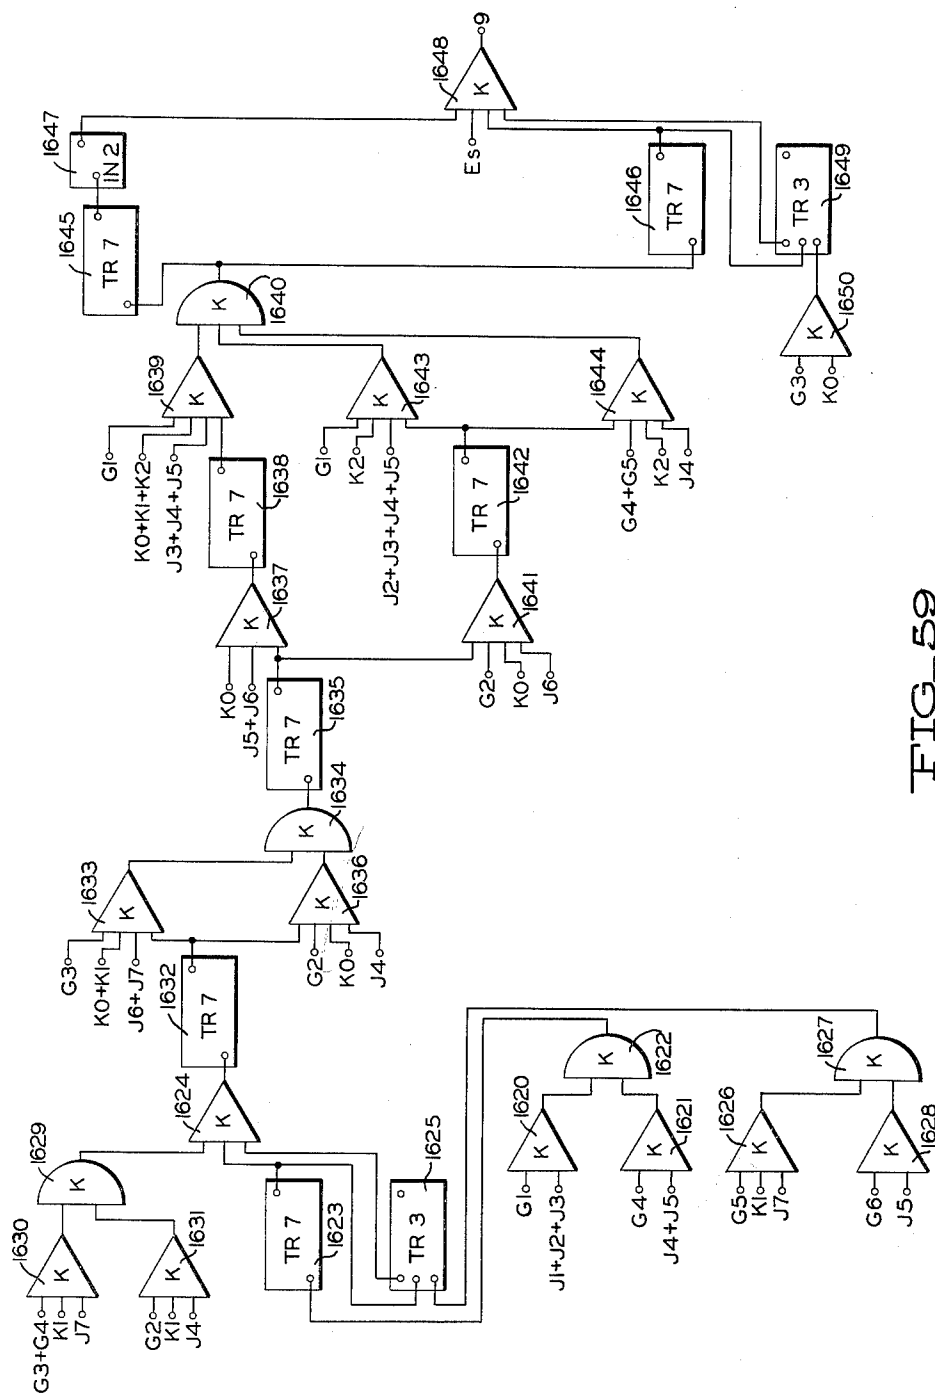 G3+G4
K1
J7
1630
K
G2
K1
J4
1631
K
1629
K
1624
K
TR 7
1623
TR 3
1625
G1
J1+J2+J3
1620
K
G4
J4+J5
1621
K
1622
K
G5
K1
J7
1626
K
G6
J5
1628
K
1627
K
TR 7
1632
G3
K0+K1
J6+J7
1633
K
G2
K0
J4
1636
K
1634
K
TR 7
1635
K0
J5+J6
1637
K
G2
K0
J6
1641
K
TR 7
1638
TR 7
1642
G1
K0+K1+K2
J3+J4+J5
1639
K
G1
K2
J2+J3+J4+J5
1643
K
G4+G5
K2
J4
1644
K
1640
K
TR 7
1645
IN 2
1647
TR 7
1646
G3
K0
1650
K
TR 3
1649
Es
1648
K
9
FIG_59